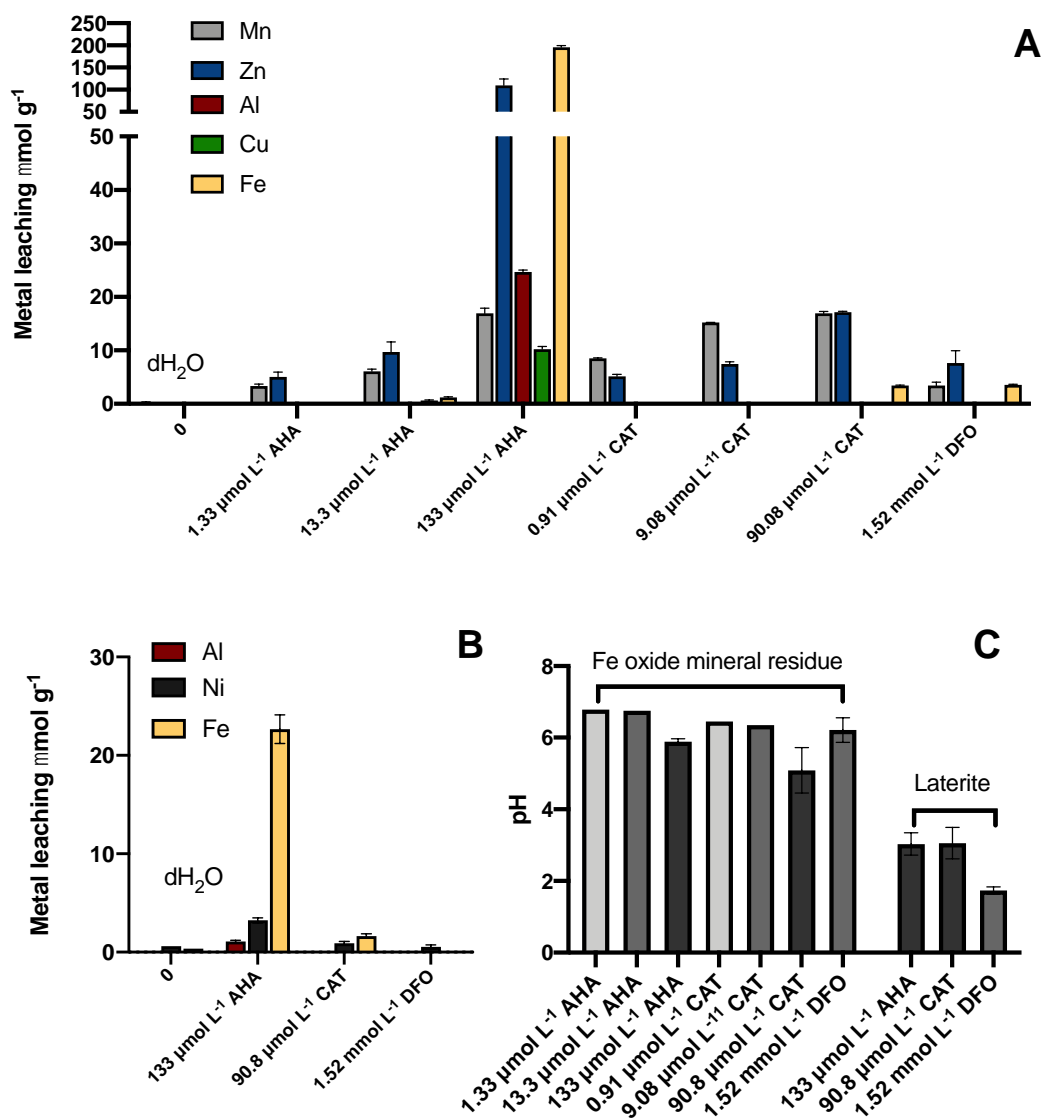 A
Metal leaching mmol g⁻¹
250
200
150
100
50
50
40
30
20
10
0
Mn
Zn
Al
Cu
Fe
dH₂O
0
1.33 µmol L⁻¹ AHA
13.3 µmol L⁻¹ AHA
133 µmol L⁻¹ AHA
0.91 µmol L⁻¹ CAT
9.08 µmol L⁻¹¹ CAT
90.08 µmol L⁻¹ CAT
1.52 mmol L⁻¹ DFO
B
Metal leaching mmol g⁻¹
30
20
10
0
Al
Ni
Fe
dH₂O
0
133 µmol L⁻¹ AHA
90.8 µmol L⁻¹ CAT
1.52 mmol L⁻¹ DFO
C
pH
8
6
4
2
0
Fe oxide mineral residue
Laterite
1.33 µmol L⁻¹ AHA
13.3 µmol L⁻¹ AHA
133 µmol L⁻¹ AHA
0.91 µmol L⁻¹ CAT
9.08 µmol L⁻¹¹ CAT
90.8 µmol L⁻¹ CAT
1.52 mmol L⁻¹ DFO
133 µmol L⁻¹ AHA
90.8 µmol L⁻¹ CAT
1.52 mmol L⁻¹ DFO